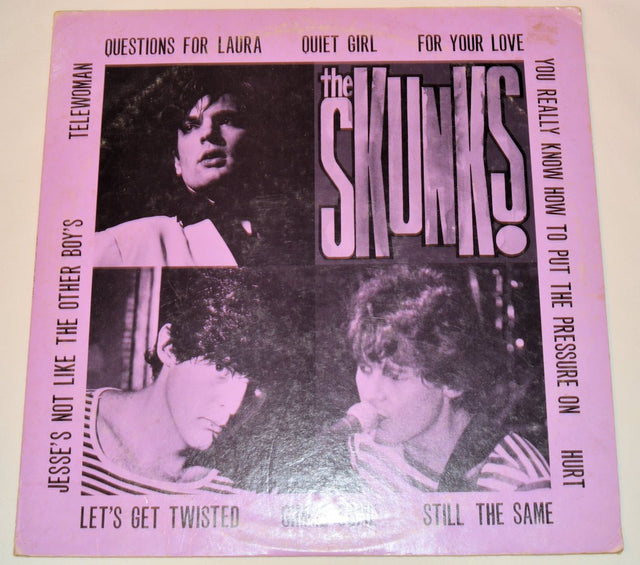 QUESTIONS FOR LAURA QUIET GIRL FOR YOUR LOVE
TELEWOMAN
the
SKUNKS!
YOU REALLY KNOW HOW TO PUT THE PRESSURE ON
HURT
JESSE'S NOT LIKE THE OTHER BOY'S
LET'S GET TWISTED STILL THE SAME